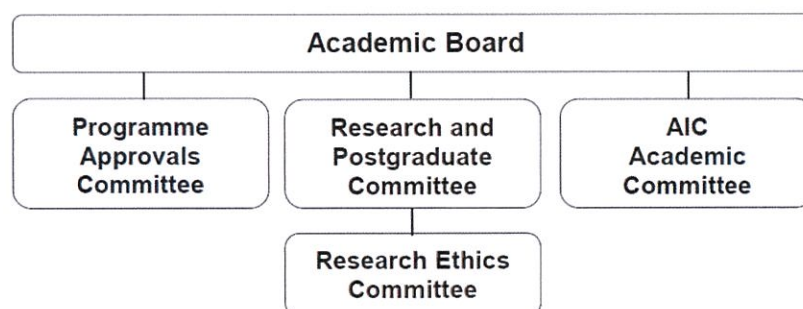 Academic Board
Programme
Approvals
Committee
Research and
Postgraduate
Committee
AIC
Academic
Committee
Research Ethics
Committee